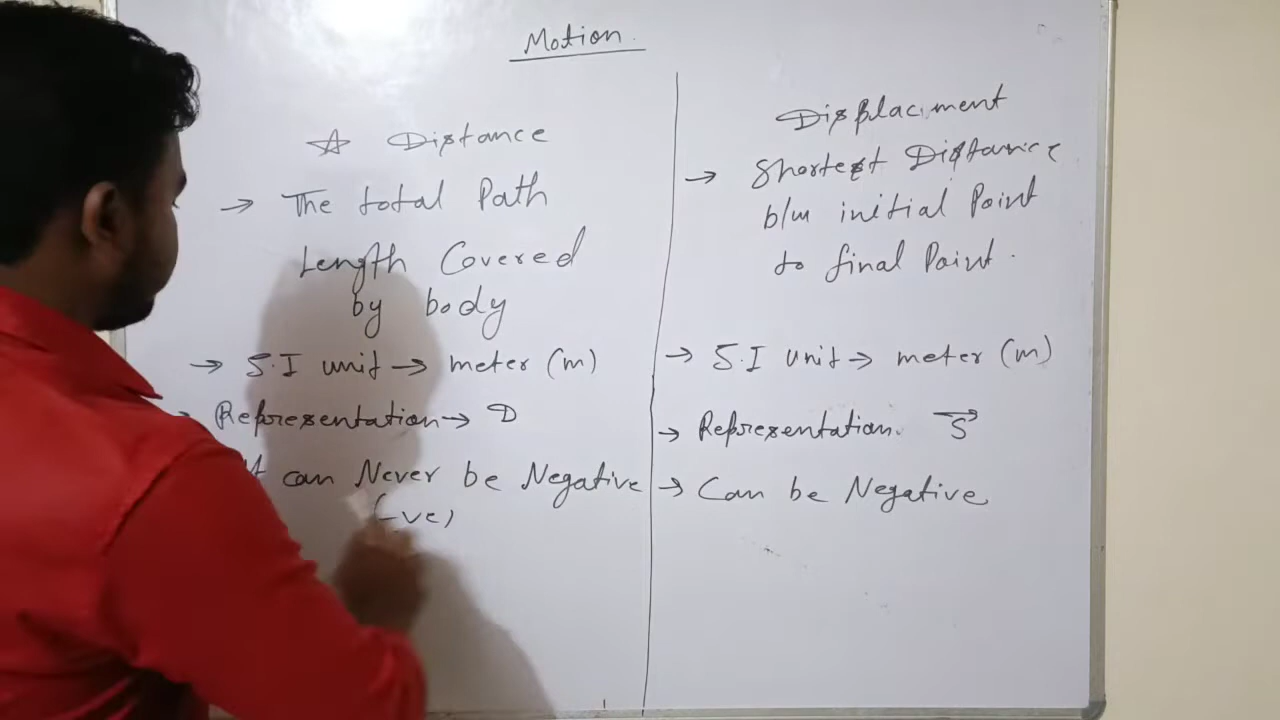 Motion.
☆ Distance
→ The total Path
Length Covered
by body
→ S.I unit → meter (m)
Representation → D
can Never be Negative
(-ve)
Displacment
→ Shortest Distance
b/w initial Point
to final Point.
→ S.I Unit → meter (m)
→ Representation. S⃗
→ Can be Negative